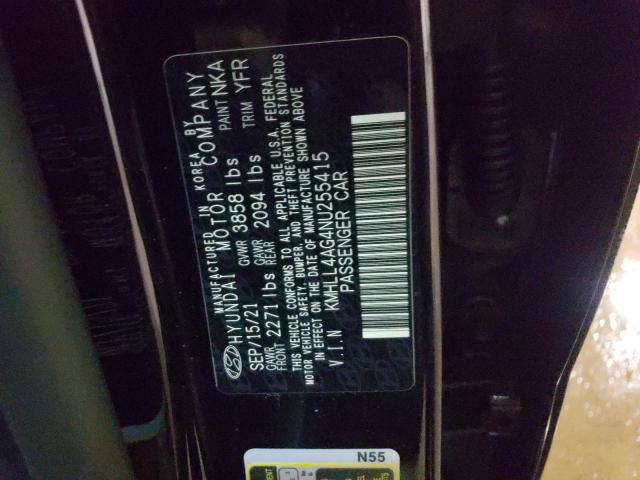 MANUFACTURED IN KOREA BY
HYUNDAI MOTOR COMPANY
SEP/15/21 GVWR 3858 lbs PAINT NKA
GAWR FRONT 2271 lbs GAWR REAR 2094 lbs TRIM YFR
THIS VEHICLE CONFORMS TO ALL APPLICABLE U.S.A. FEDERAL
MOTOR VEHICLE SAFETY, BUMPER, AND THEFT PREVENTION STANDARDS
IN EFFECT ON THE DATE OF MANUFACTURE SHOWN ABOVE
V.I.N KMHLL4AG4NU255415
PASSENGER CAR
N55